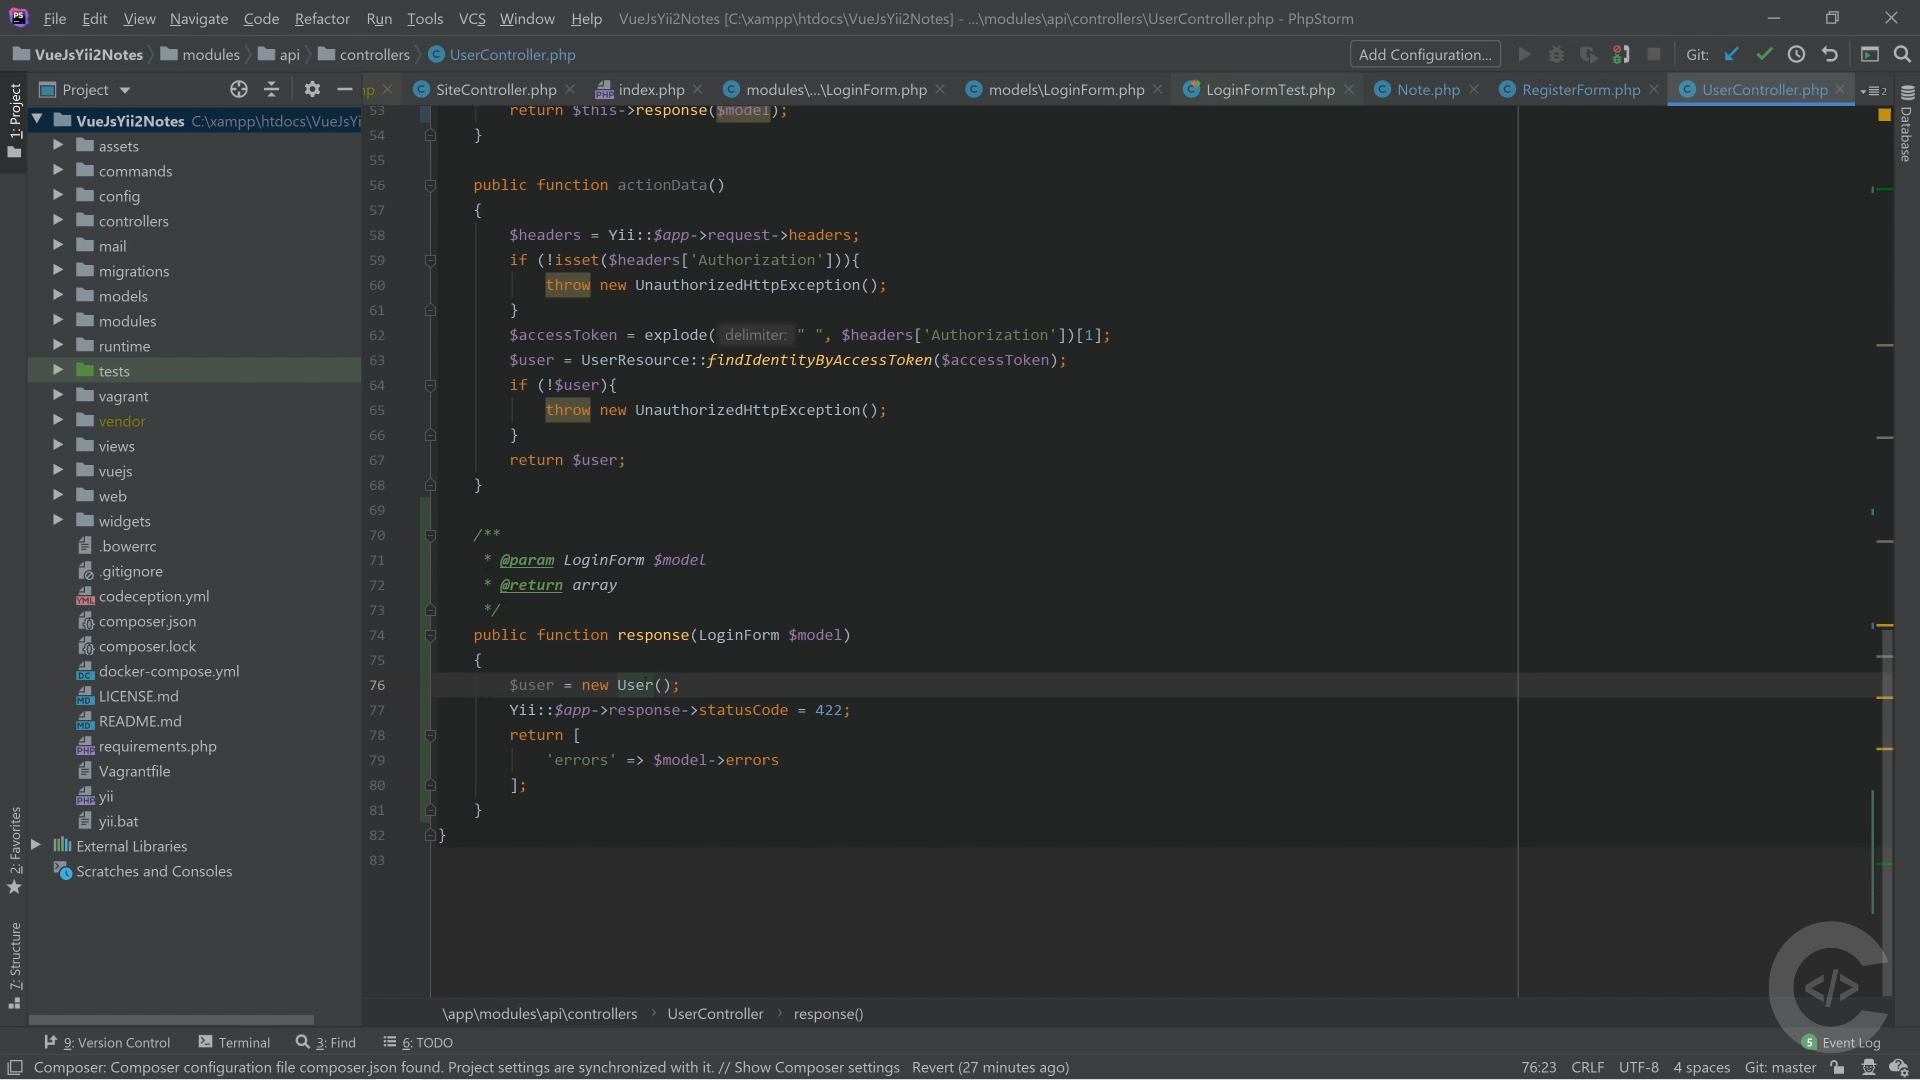 File Edit View Navigate Code Refactor Run Tools VCS Window Help VueJsYii2Notes [C:\xampp\htdocs\VueJsYii2Notes] - ...\modules\api\controllers\UserController.php - PhpStorm
VueJsYii2Notes modules api controllers UserController.php Add Configuration... Git:
Project SiteController.php index.php modules\...\LoginForm.php models\LoginForm.php LoginFormTest.php Note.php RegisterForm.php UserController.php
1: Project
Database
VueJsYii2Notes C:\xampp\htdocs\VueJsYi
assets
commands
config
controllers
mail
migrations
models
modules
runtime
tests
vagrant
vendor
views
vuejs
web
widgets
.bowerrc
.gitignore
codeception.yml
composer.json
composer.lock
docker-compose.yml
LICENSE.md
README.md
requirements.php
Vagrantfile
yii
yii.bat
External Libraries
Scratches and Consoles
2: Favorites
7: Structure
53 return $this->response($model);
54 }
55
56 public function actionData()
57 {
58 $headers = Yii::$app->request->headers;
59 if (!isset($headers['Authorization'])){
60 throw new UnauthorizedHttpException();
61 }
62 $accessToken = explode( delimiter: " ", $headers['Authorization'])[1];
63 $user = UserResource::findIdentityByAccessToken($accessToken);
64 if (!$user){
65 throw new UnauthorizedHttpException();
66 }
67 return $user;
68 }
69
70 /**
71 * @param LoginForm $model
72 * @return array
73 */
74 public function response(LoginForm $model)
75 {
76 $user = new User();
77 Yii::$app->response->statusCode = 422;
78 return [
79 'errors' => $model->errors
80 ];
81 }
82 }
83
\app\modules\api\controllers UserController response()
9: Version Control Terminal 3: Find 6: TODO 5 Event Log
Composer: Composer configuration file composer.json found. Project settings are synchronized with it. // Show Composer settings Revert (27 minutes ago) 76:23 CRLF UTF-8 4 spaces Git: master